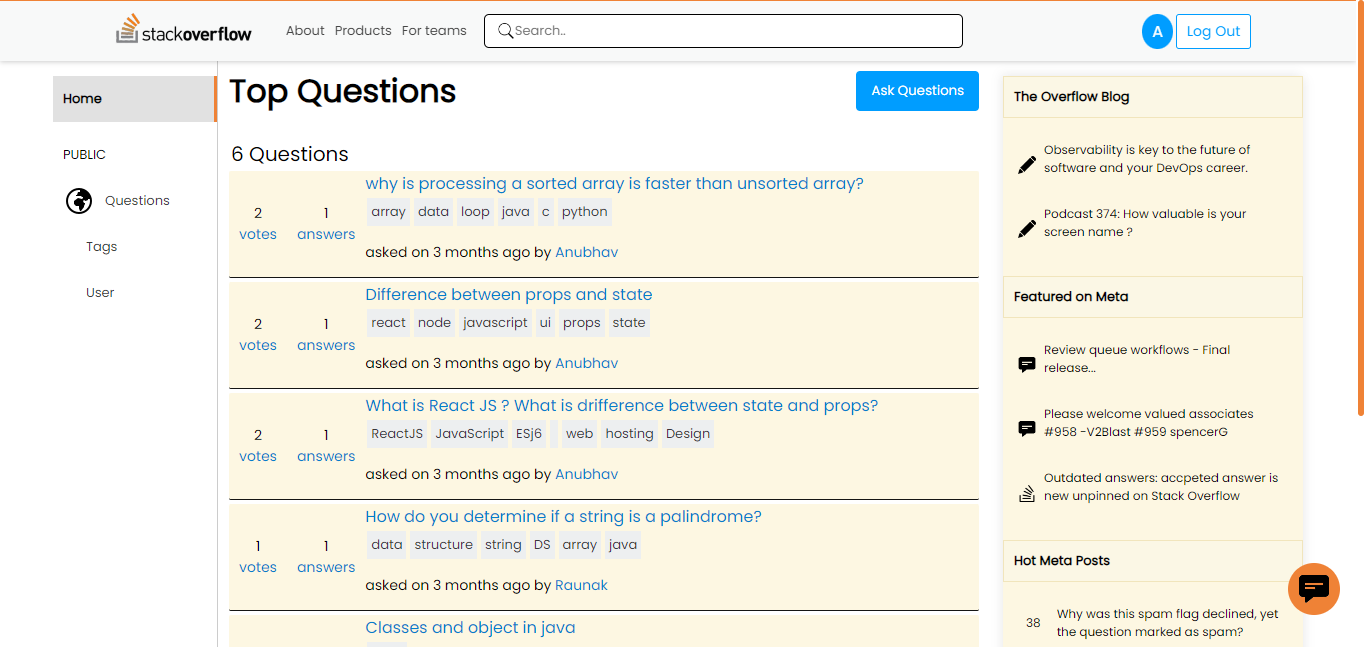 stackoverflow About Products For teams Search.. A Log Out
Home
PUBLIC
Questions
Tags
User
Top Questions
Ask Questions
6 Questions
why is processing a sorted array is faster than unsorted array?
2 votes 1 answers
array data loop java c python
asked on 3 months ago by Anubhav
Difference between props and state
2 votes 1 answers
react node javascript ui props state
asked on 3 months ago by Anubhav
What is React JS ? What is drifference between state and props?
2 votes 1 answers
ReactJS JavaScript ESj6 web hosting Design
asked on 3 months ago by Anubhav
How do you determine if a string is a palindrome?
1 votes 1 answers
data structure string DS array java
asked on 3 months ago by Raunak
Classes and object in java
The Overflow Blog
Observability is key to the future of
software and your DevOps career.
Podcast 374: How valuable is your
screen name ?
Featured on Meta
Review queue workflows - Final
release...
Please welcome valued associates
#958 -V2Blast #959 spencerG
Outdated answers: accpeted answer is
new unpinned on Stack Overflow
Hot Meta Posts
38
Why was this spam flag declined, yet
the question marked as spam?